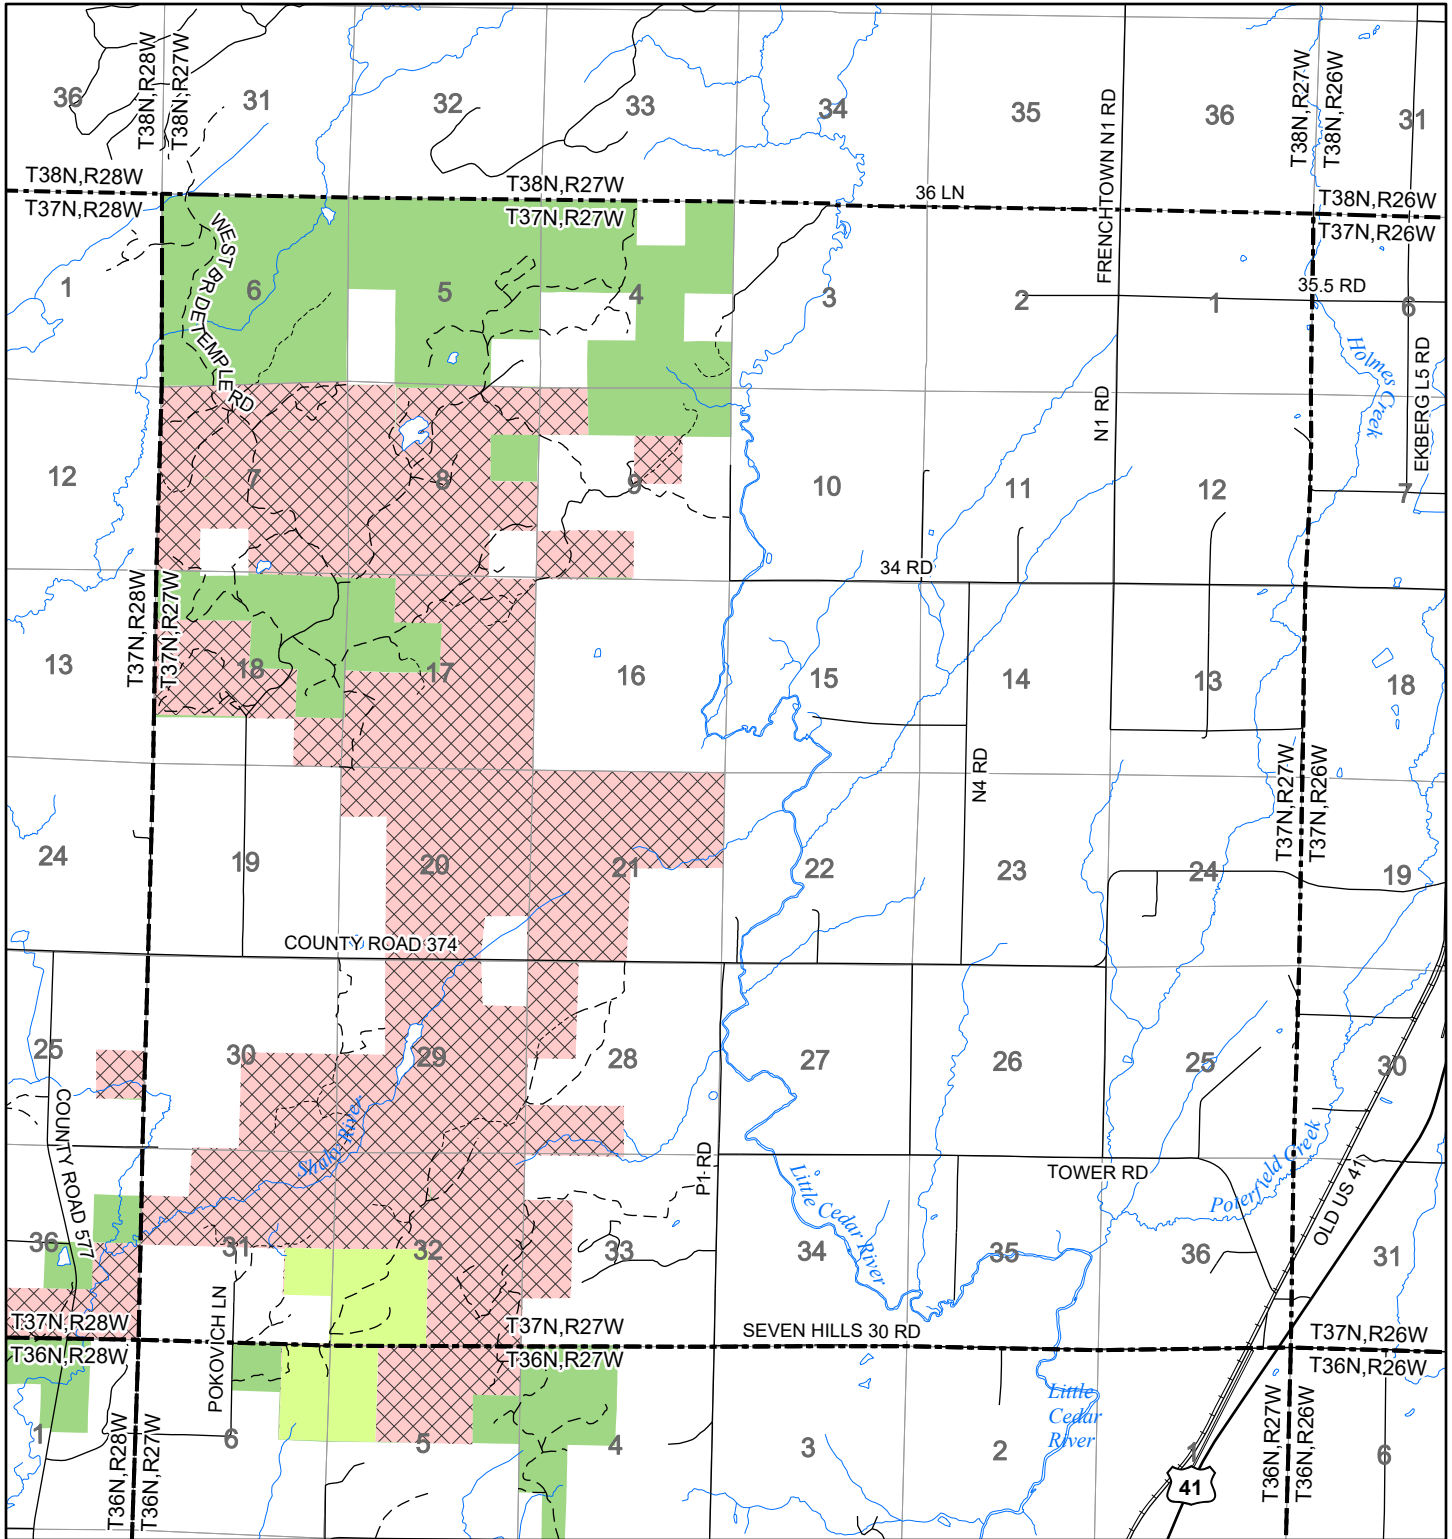 36
31
32
33
34
35
36
31
T38N,R28W
T38N,R27W
FRENCHTOWN N1 RD
T38N,R27W
T38N,R26W
T38N,R28W
T37N,R28W
T38N,R27W
T37N,R27W
36 LN
T38N,R26W
T37N,R26W
WEST BR DETEMPLE RD
1
6
5
4
3
2
1
35.5 RD
6
Holmes Creek
EKBERG L5 RD
N1 RD
12
7
8
9
10
11
12
7
34 RD
T37N,R28W
T37N,R27W
13
18
17
16
15
14
13
18
N4 RD
T37N,R27W
T37N,R26W
24
19
20
21
22
23
24
19
COUNTY ROAD 374
25
30
29
28
27
26
25
30
COUNTY ROAD 577
Shaky River
P1 RD
TOWER RD
Little Cedar River
Poterfield Creek
OLD US 41
36
31
32
33
34
35
36
31
POKOVICH LN
T37N,R28W
T36N,R28W
T37N,R27W
T36N,R27W
SEVEN HILLS 30 RD
T37N,R26W
T36N,R26W
Little
Cedar
River
1
6
5
4
3
2
1
6
T36N,R28W
T36N,R27W
T36N,R27W
T36N,R26W
41